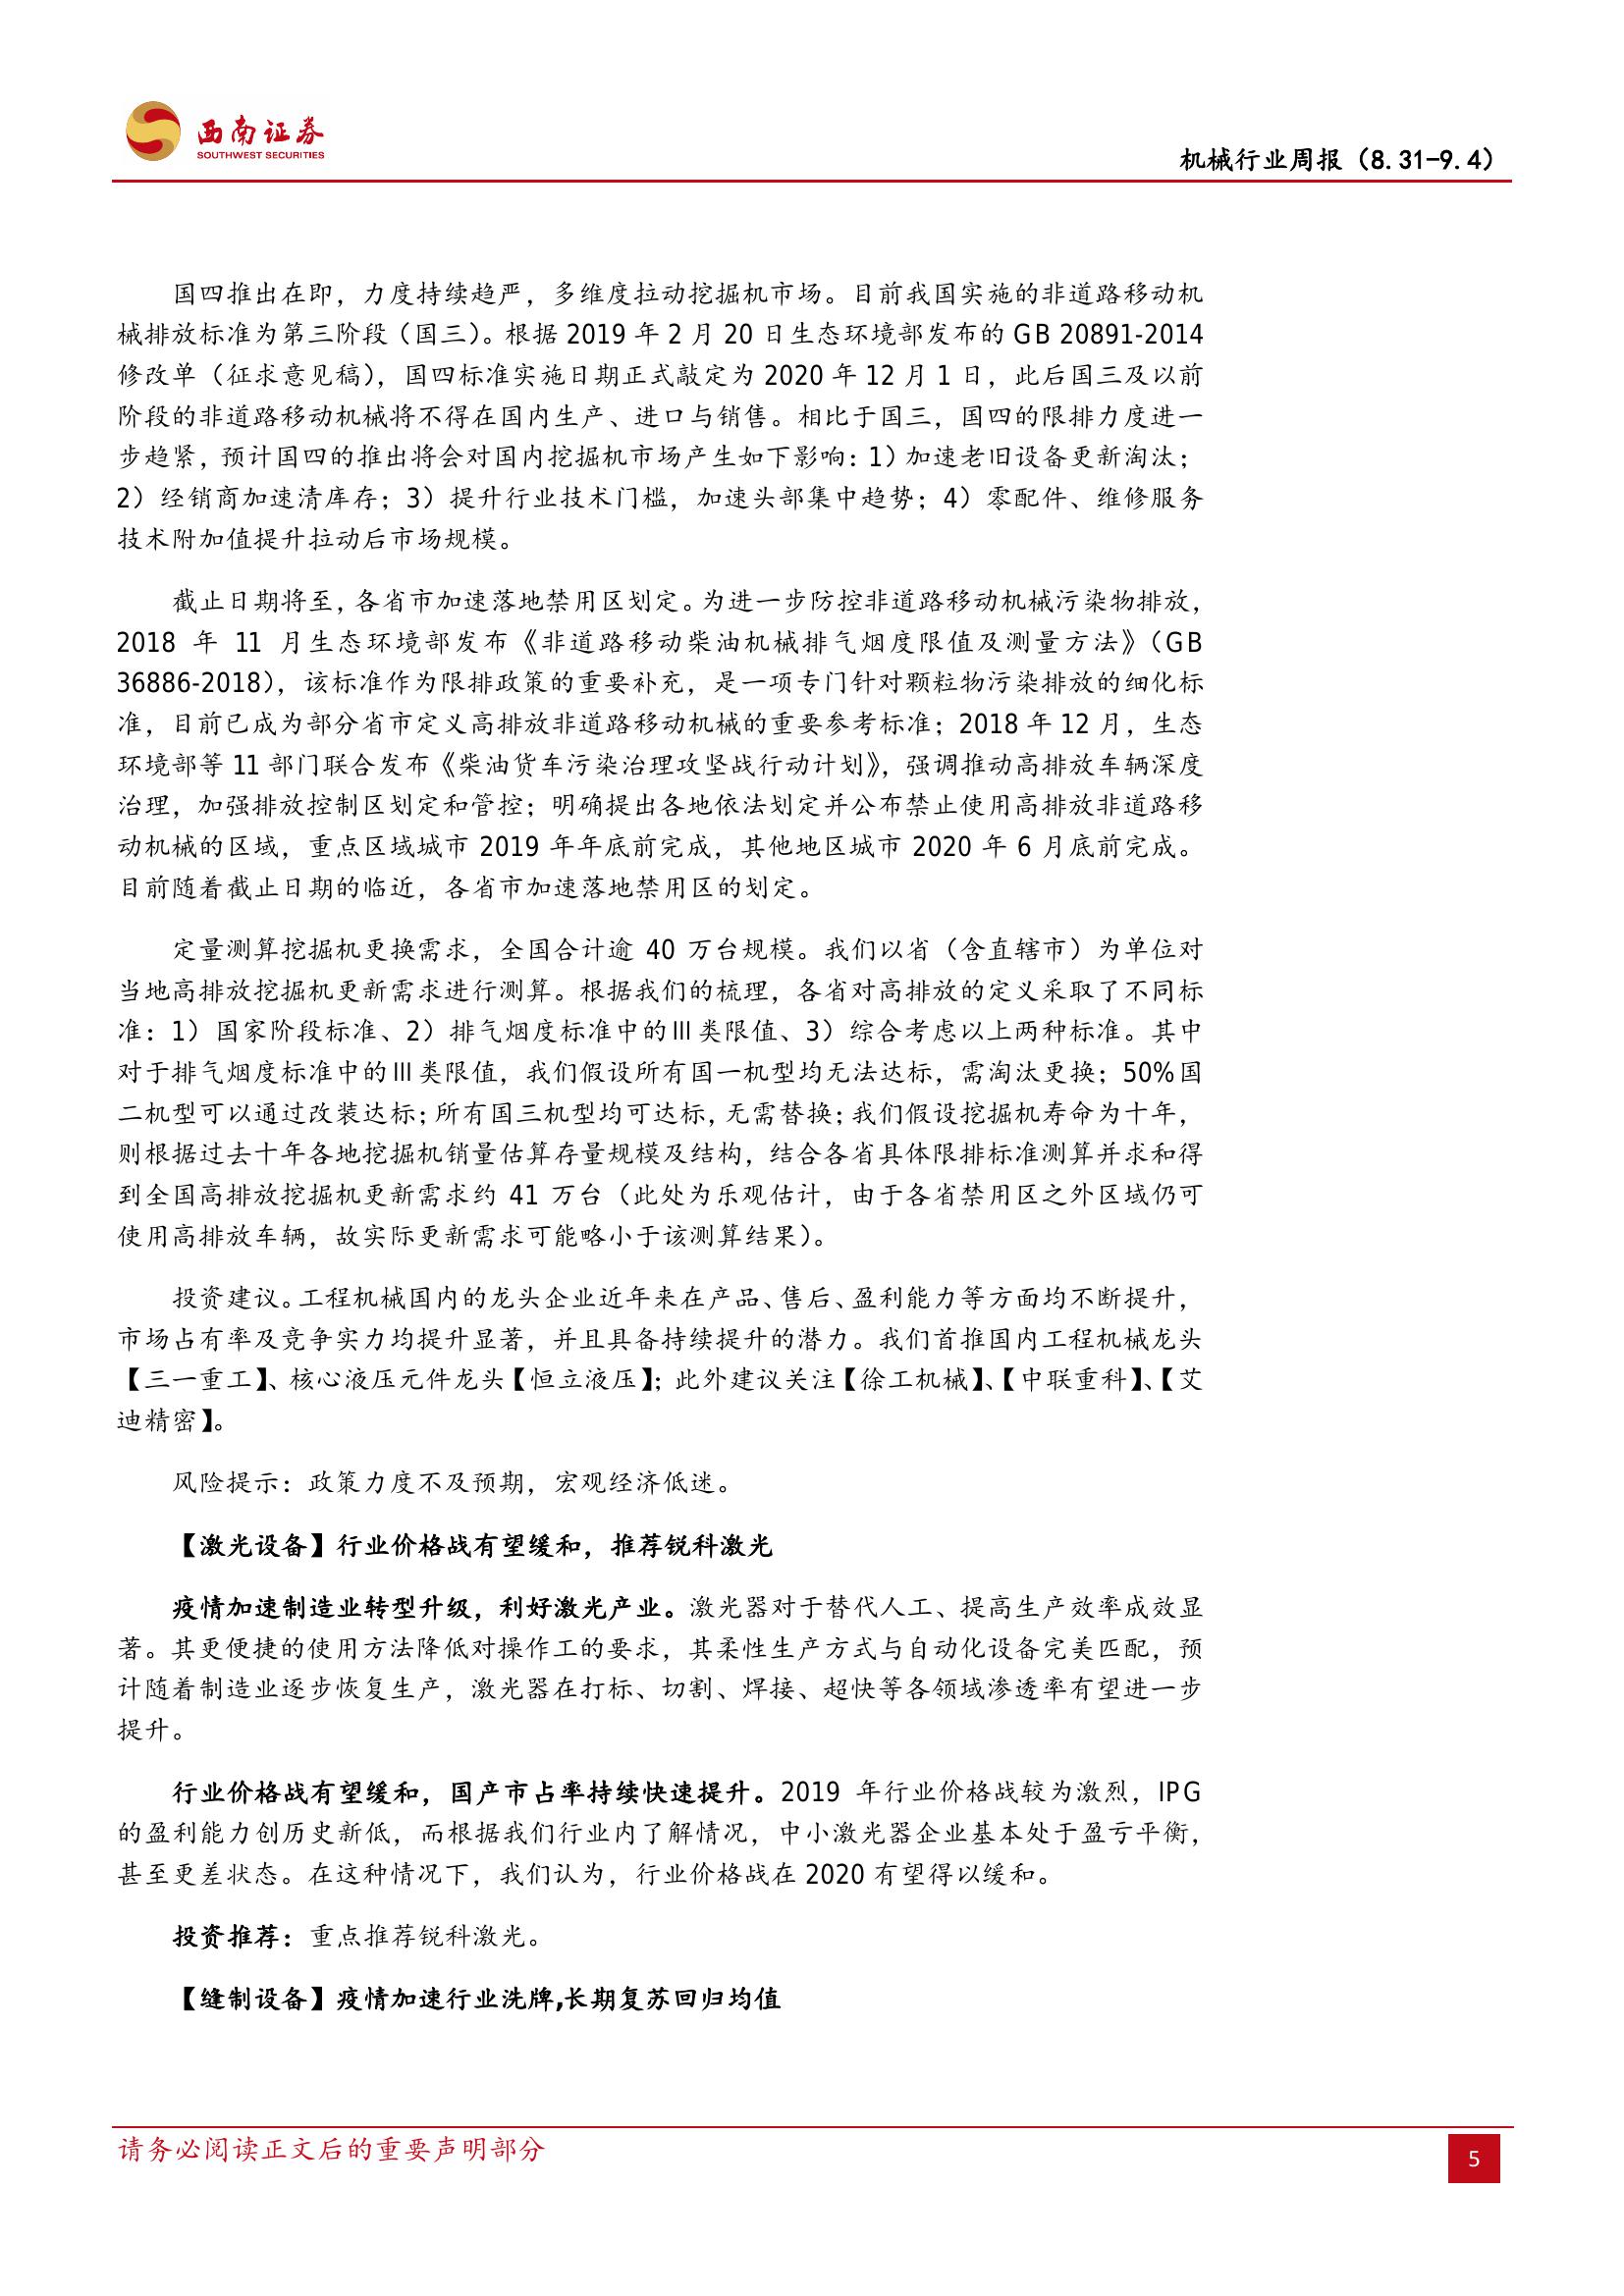 西南证券
SOUTHWEST SECURITIES
机械行业周报（8.31-9.4）
国四推出在即，力度持续趋严，多维度拉动挖掘机市场。目前我国实施的非道路移动机
械排放标准为第三阶段（国三）。根据 2019 年 2 月 20 日生态环境部发布的 GB 20891-2014
修改单（征求意见稿），国四标准实施日期正式敲定为 2020 年 12 月 1 日，此后国三及以前
阶段的非道路移动机械将不得在国内生产、进口与销售。相比于国三，国四的限排力度进一
步趋紧，预计国四的推出将会对国内挖掘机市场产生如下影响：1）加速老旧设备更新淘汰；
2）经销商加速清库存；3）提升行业技术门槛，加速头部集中趋势；4）零配件、维修服务
技术附加值提升拉动后市场规模。
截止日期将至，各省市加速落地禁用区划定。为进一步防控非道路移动机械污染物排放，
2018 年 11 月生态环境部发布《非道路移动柴油机械排气烟度限值及测量方法》（GB
36886-2018），该标准作为限排政策的重要补充，是一项专门针对颗粒物污染排放的细化标
准，目前已成为部分省市定义高排放非道路移动机械的重要参考标准；2018 年 12 月，生态
环境部等 11 部门联合发布《柴油货车污染治理攻坚战行动计划》，强调推动高排放车辆深度
治理，加强排放控制区划定和管控；明确提出各地依法划定并公布禁止使用高排放非道路移
动机械的区域，重点区域城市 2019 年年底前完成，其他地区城市 2020 年 6 月底前完成。
目前随着截止日期的临近，各省市加速落地禁用区的划定。
定量测算挖掘机更换需求，全国合计逾 40 万台规模。我们以省（含直辖市）为单位对
当地高排放挖掘机更新需求进行测算。根据我们的梳理，各省对高排放的定义采取了不同标
准：1）国家阶段标准、2）排气烟度标准中的Ⅲ类限值、3）综合考虑以上两种标准。其中
对于排气烟度标准中的Ⅲ类限值，我们假设所有国一机型均无法达标，需淘汰更换；50%国
二机型可以通过改装达标；所有国三机型均可达标，无需替换；我们假设挖掘机寿命为十年，
则根据过去十年各地挖掘机销量估算存量规模及结构，结合各省具体限排标准测算并求和得
到全国高排放挖掘机更新需求约 41 万台（此处为乐观估计，由于各省禁用区之外区域仍可
使用高排放车辆，故实际更新需求可能略小于该测算结果）。
投资建议。工程机械国内的龙头企业近年来在产品、售后、盈利能力等方面均不断提升，
市场占有率及竞争实力均提升显著，并且具备持续提升的潜力。我们首推国内工程机械龙头
【三一重工】、核心液压元件龙头【恒立液压】；此外建议关注【徐工机械】、【中联重科】、【艾
迪精密】。
风险提示：政策力度不及预期，宏观经济低迷。
【激光设备】行业价格战有望缓和，推荐锐科激光
疫情加速制造业转型升级，利好激光产业。激光器对于替代人工、提高生产效率成效显
著。其更便捷的使用方法降低对操作工的要求，其柔性生产方式与自动化设备完美匹配，预
计随着制造业逐步恢复生产，激光器在打标、切割、焊接、超快等各领域渗透率有望进一步
提升。
行业价格战有望缓和，国产市占率持续快速提升。2019 年行业价格战较为激烈，IPG
的盈利能力创历史新低，而根据我们行业内了解情况，中小激光器企业基本处于盈亏平衡，
甚至更差状态。在这种情况下，我们认为，行业价格战在 2020 有望得以缓和。
投资推荐：重点推荐锐科激光。
【缝制设备】疫情加速行业洗牌,长期复苏回归均值
请务必阅读正文后的重要声明部分
5